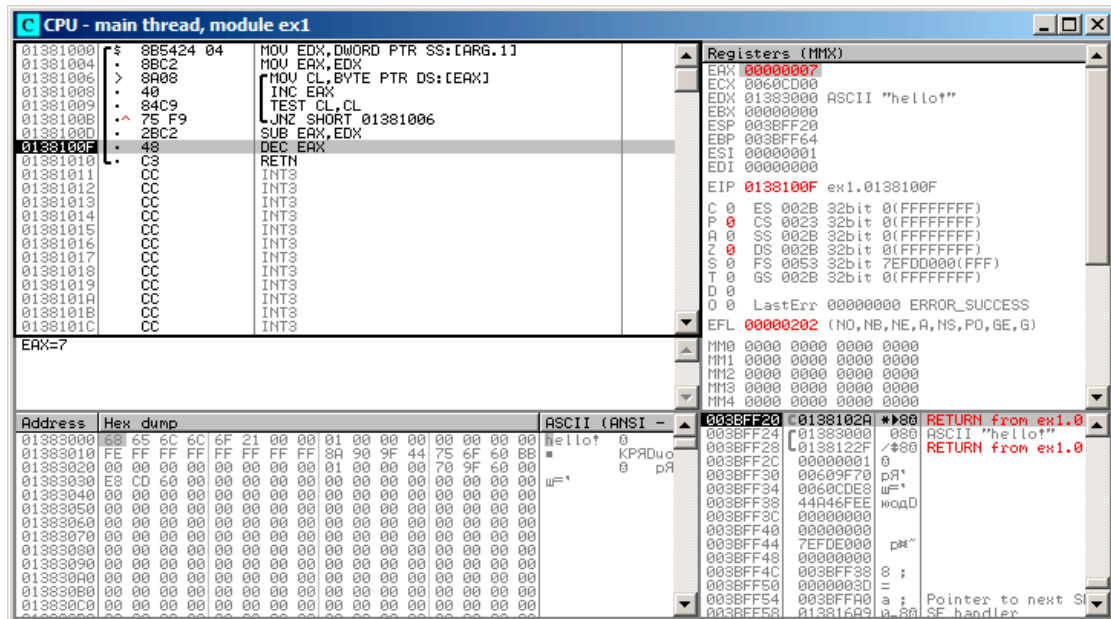 CPU - main thread, module ex1
01381000 $ 8B5424 04 MOV EDX,DWORD PTR SS:[ARG.1]
01381004 . 8BC2 MOV EAX,EDX
01381006 > 8A08 MOV CL,BYTE PTR DS:[EAX]
01381008 . 40 INC EAX
01381009 . 84C9 TEST CL,CL
0138100B .^ 75 F9 JNZ SHORT 01381006
0138100D . 2BC2 SUB EAX,EDX
0138100F . 48 DEC EAX
01381010 . C3 RETN
01381011 CC INT3
01381012 CC INT3
01381013 CC INT3
01381014 CC INT3
01381015 CC INT3
01381016 CC INT3
01381017 CC INT3
01381018 CC INT3
01381019 CC INT3
0138101A CC INT3
0138101B CC INT3
0138101C CC INT3
EAX=7
Registers (MMX)
EAX 00000007
ECX 0060CD00
EDX 01383000 ASCII "hello!"
EBX 00000000
ESP 003BFF20
EBP 003BFF64
ESI 00000001
EDI 00000000
EIP 0138100F ex1.0138100F
C 0 ES 002B 32bit 0(FFFFFFFF)
P 0 CS 0023 32bit 0(FFFFFFFF)
A 0 SS 002B 32bit 0(FFFFFFFF)
Z 0 DS 002B 32bit 0(FFFFFFFF)
S 0 FS 0053 32bit 7EFDD000(FFF)
T 0 GS 002B 32bit 0(FFFFFFFF)
D 0
O 0 LastErr 00000000 ERROR_SUCCESS
EFL 00000202 (NO,NB,NE,A,NS,PO,GE,G)
MM0 0000 0000 0000 0000
MM1 0000 0000 0000 0000
MM2 0000 0000 0000 0000
MM3 0000 0000 0000 0000
MM4 0000 0000 0000 0000
Address Hex dump ASCII (ANSI -
01383000 68 65 6C 6C 6F 21 00 00 01 00 00 00 00 00 00 00 hello! 0
01383010 FE FF FF FF FF FF FF FF 8A 90 9F 44 75 6F 60 BB ■ КРЯDuo
01383020 00 00 00 00 00 00 00 00 01 00 00 00 70 9F 60 00 0 pЯ
01383030 E8 CD 60 00 00 00 00 00 00 00 00 00 00 00 00 00 ш='
01383040 00 00 00 00 00 00 00 00 00 00 00 00 00 00 00 00
01383050 00 00 00 00 00 00 00 00 00 00 00 00 00 00 00 00
01383060 00 00 00 00 00 00 00 00 00 00 00 00 00 00 00 00
01383070 00 00 00 00 00 00 00 00 00 00 00 00 00 00 00 00
01383080 00 00 00 00 00 00 00 00 00 00 00 00 00 00 00 00
01383090 00 00 00 00 00 00 00 00 00 00 00 00 00 00 00 00
013830A0 00 00 00 00 00 00 00 00 00 00 00 00 00 00 00 00
013830B0 00 00 00 00 00 00 00 00 00 00 00 00 00 00 00 00
013830C0 00 00 00 00 00 00 00 00 00 00 00 00 00 00 00 00
003BFF20 0138102A RETURN from ex1.0
003BFF24 01383000 ASCII "hello!"
003BFF28 0138122F RETURN from ex1.0
003BFF2C 00000001
003BFF30 00609F70 pЯ'
003BFF34 0060CDE8 ш='
003BFF38 44A46FEE юoдD
003BFF3C 00000000
003BFF40 00000000
003BFF44 7EFDE000
003BFF48 00000000
003BFF4C 003BFF38 8 ;
003BFF50 0000003D =
003BFF54 003BFFA0 a ; Pointer to next S
003BFF58 013816A9 SE handler